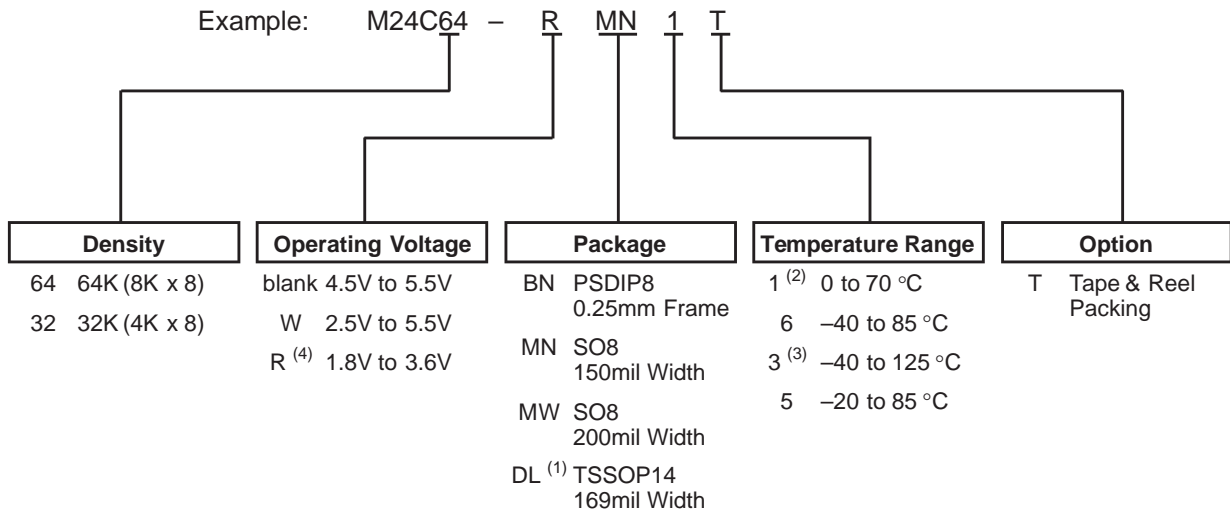 Example: M24C64 – R MN 1 T
Density
64 64K (8K x 8)
32 32K (4K x 8)
Operating Voltage
blank 4.5V to 5.5V
W 2.5V to 5.5V
R (4) 1.8V to 3.6V
Package
BN PSDIP8
0.25mm Frame
MN SO8
150mil Width
MW SO8
200mil Width
DL (1) TSSOP14
169mil Width
Temperature Range
1 (2) 0 to 70 °C
6 –40 to 85 °C
3 (3) –40 to 125 °C
5 –20 to 85 °C
Option
T Tape & Reel
Packing